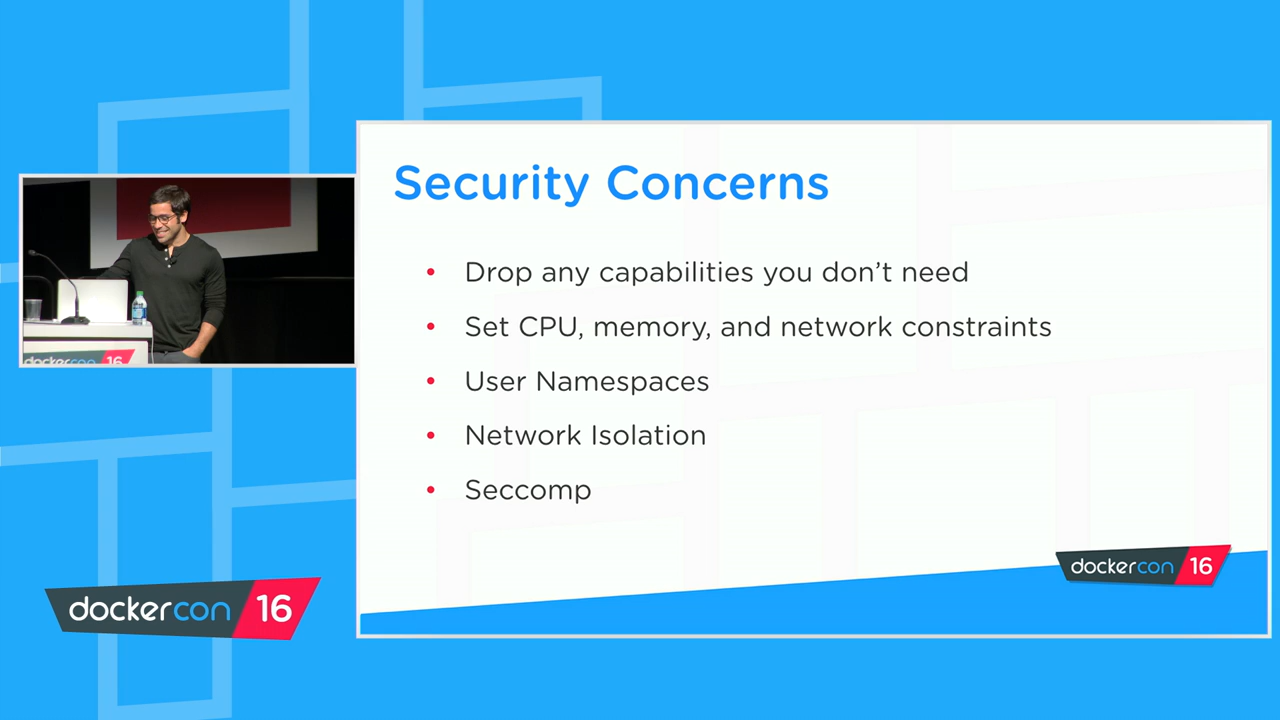 Security Concerns
• Drop any capabilities you don't need
• Set CPU, memory, and network constraints
• User Namespaces
• Network Isolation
• Seccomp
dockercon 16
dockercon 16
dockercon 16